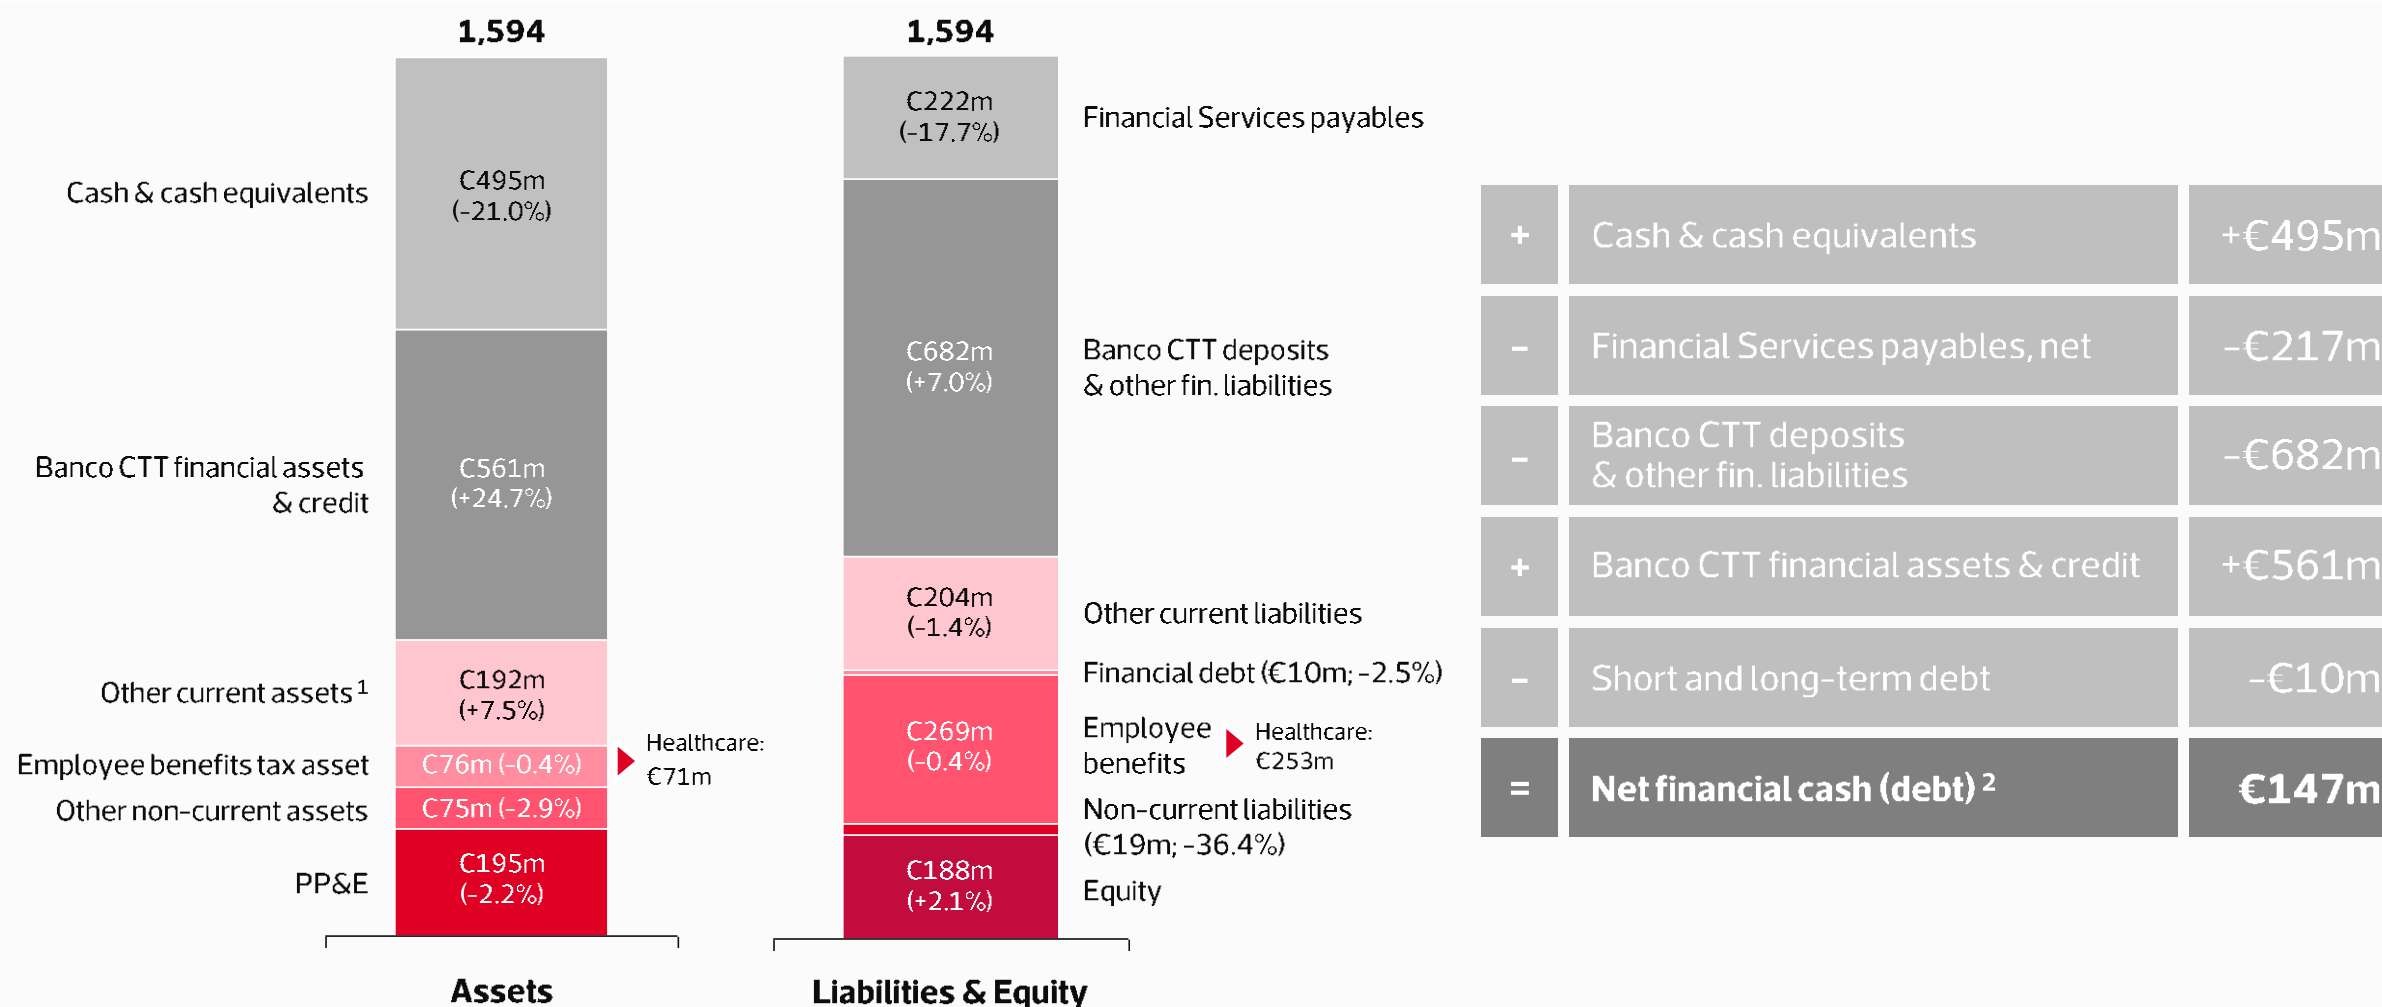 1,594
Cash & cash equivalents
€495m
(-21.0%)
Banco CTT financial assets
& credit
€561m
(+24.7%)
Other current assets¹
€192m
(+7.5%)
Employee benefits tax asset
€76m (-0.4%)
Healthcare:
€71m
Other non-current assets
€75m (-2.9%)
PP&E
€195m
(-2.2%)
Assets
1,594
€222m
(-17.7%)
Financial Services payables
€682m
(+7.0%)
Banco CTT deposits
& other fin. liabilities
€204m
(-1.4%)
Other current liabilities
Financial debt (€10m; -2.5%)
€269m
(-0.4%)
Employee
benefits
Healthcare:
€253m
Non-current liabilities
(€19m; -36.4%)
€188m
(+2.1%)
Equity
Liabilities & Equity
+ Cash & cash equivalents +€495m
- Financial Services payables, net -€217m
- Banco CTT deposits
& other fin. liabilities -€682m
+ Banco CTT financial assets & credit +€561m
- Short and long-term debt -€10m
= Net financial cash (debt)² €147m